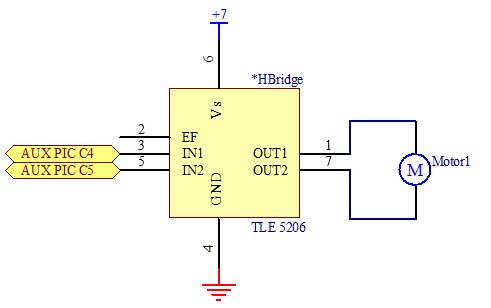 +7
6
*HBridge
Vs
2
EF
3
AUX PIC C4
IN1
OUT1
1
5
AUX PIC C5
IN2
OUT2
7
M
Motor1
GND
TLE 5206
4